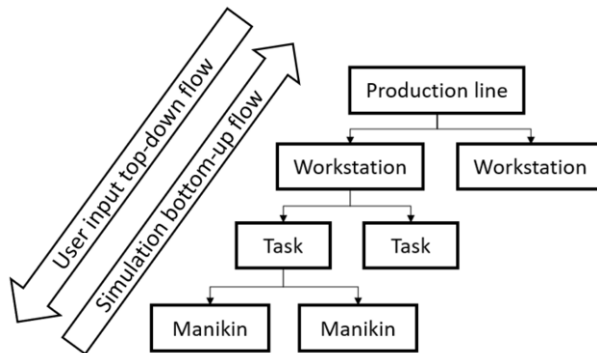 User input top-down flow
Simulation bottom-up flow
Production line
Workstation
Workstation
Task
Task
Manikin
Manikin